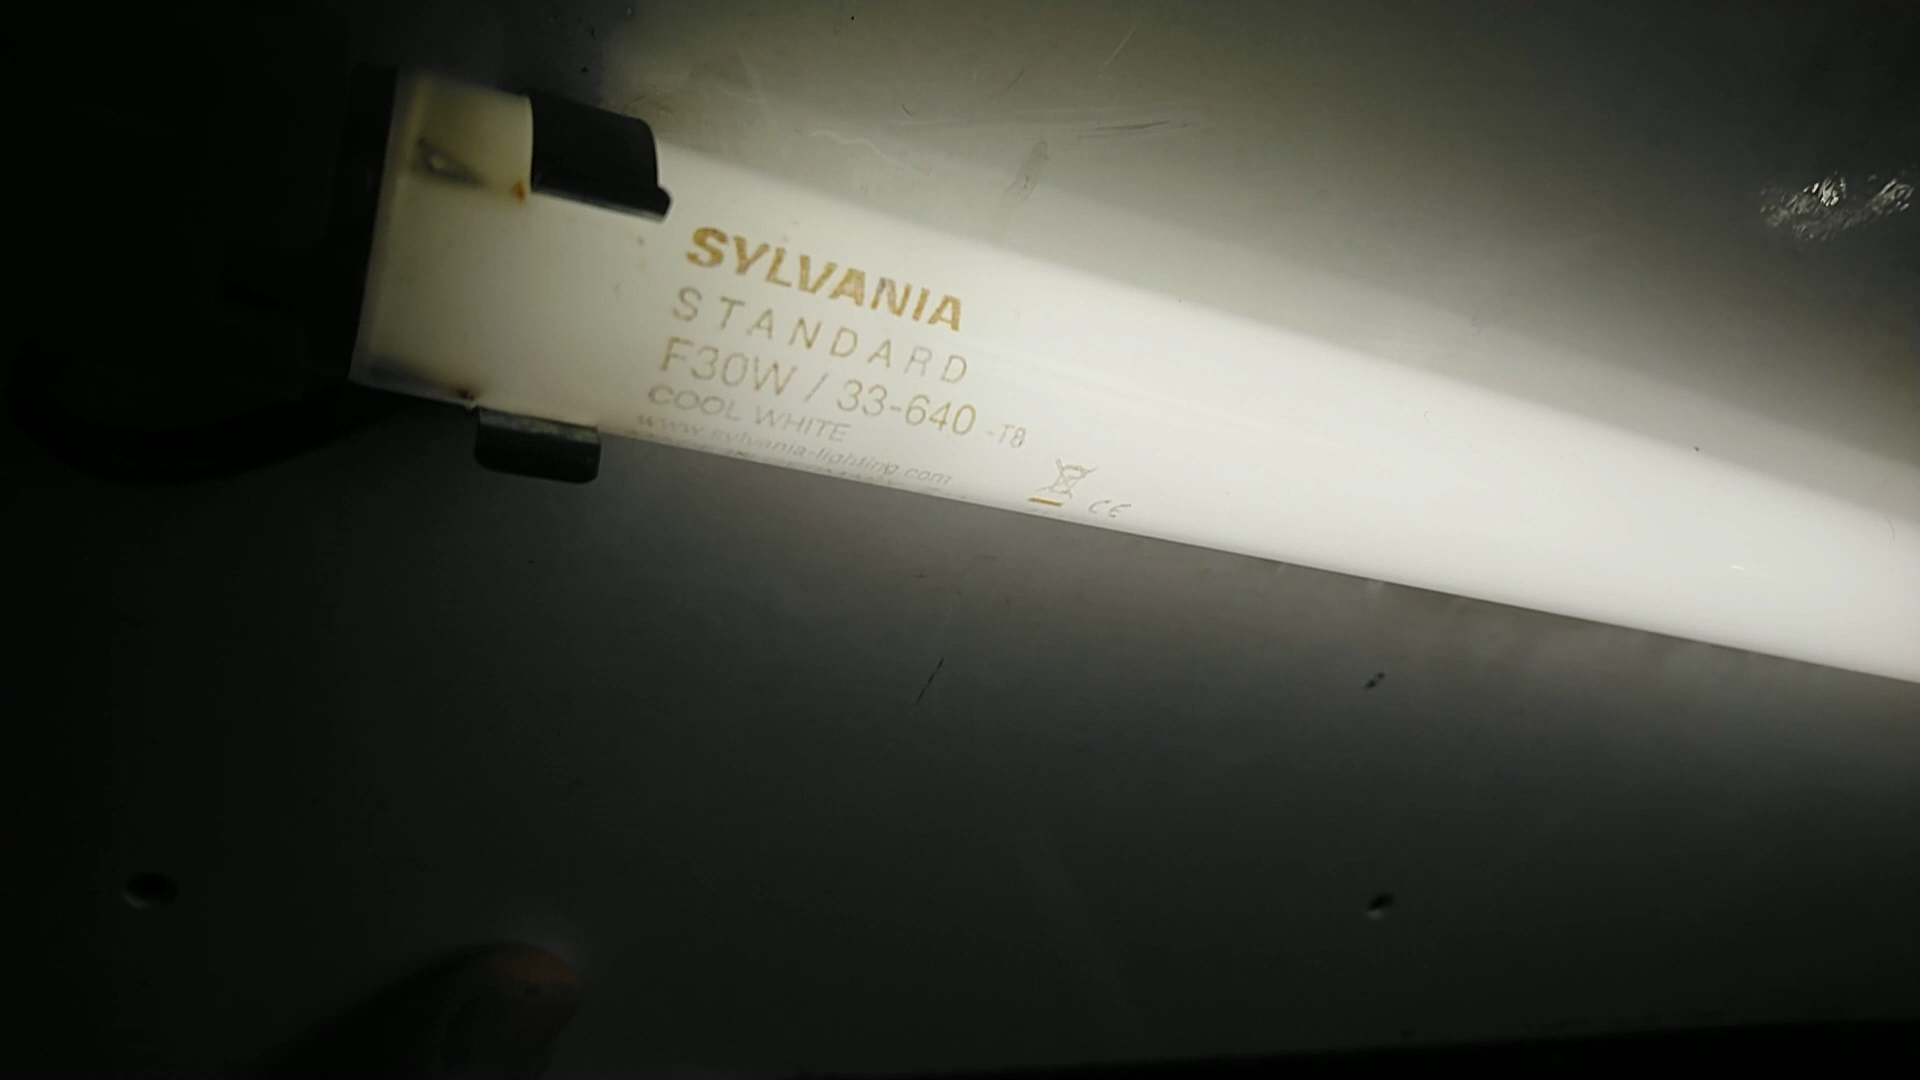 SYLVANIA
STANDARD
F30W / 33-640 -T8
COOL WHITE
www.sylvania-lighting.com
CE